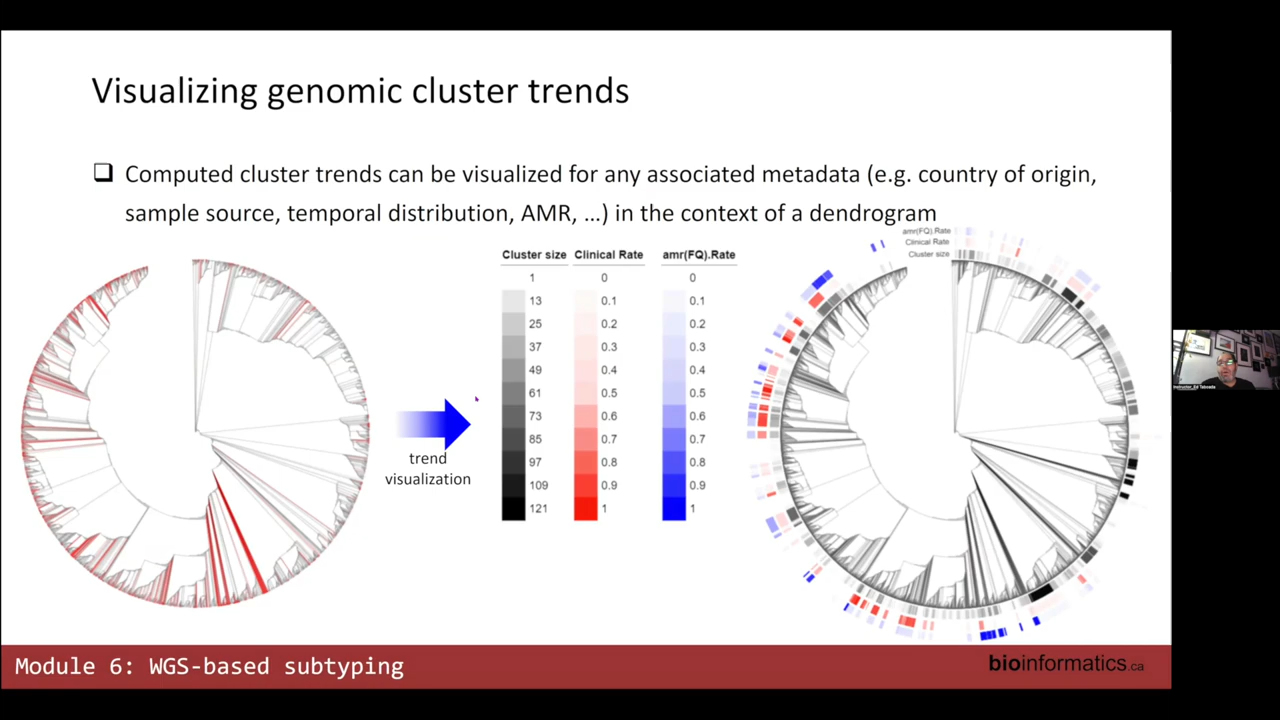 Visualizing genomic cluster trends
Computed cluster trends can be visualized for any associated metadata (e.g. country of origin,
sample source, temporal distribution, AMR, …) in the context of a dendrogram
trend
visualization
Cluster size Clinical Rate amr(FQ).Rate
1 0 0
13 0.1 0.1
25 0.2 0.2
37 0.3 0.3
49 0.4 0.4
61 0.5 0.5
73 0.6 0.6
85 0.7 0.7
97 0.8 0.8
109 0.9 0.9
121 1 1
amr(FQ).Rate
Clinical Rate
Cluster size
Instructor_Ed Taboada
Module 6: WGS-based subtyping
bioinformatics.ca